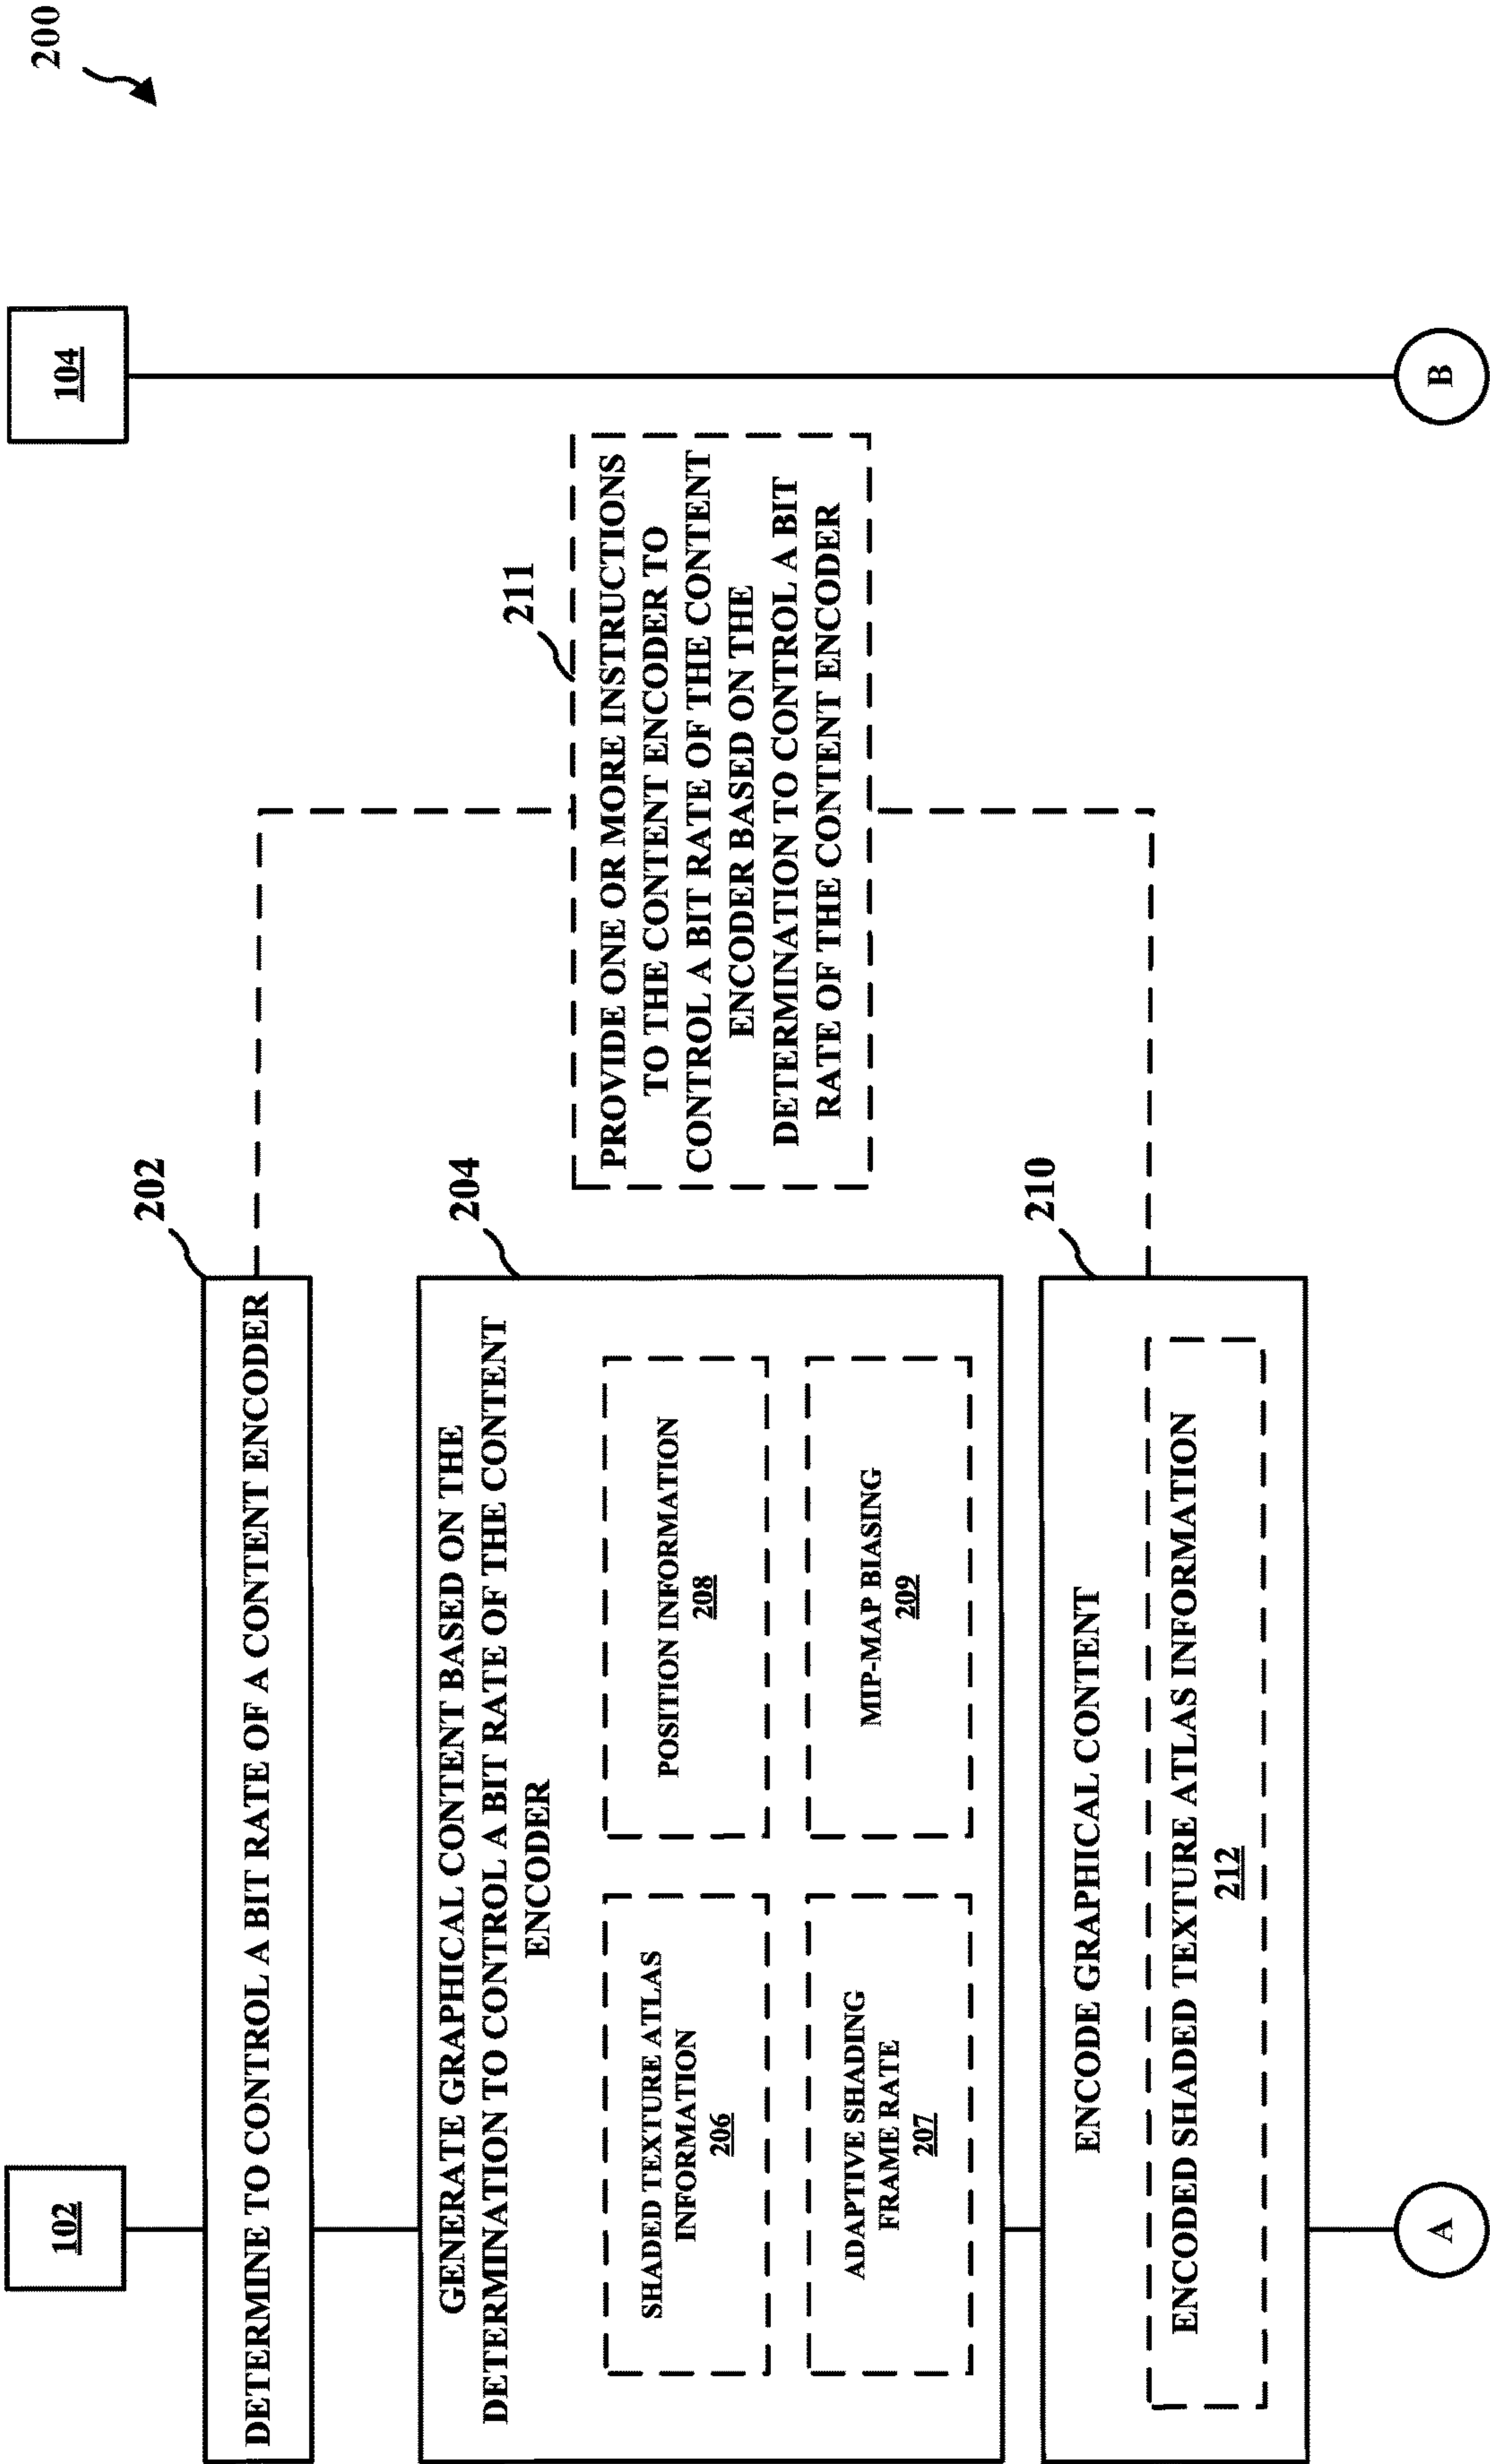 200
102
104
202
DETERMINE TO CONTROL A BIT RATE OF A CONTENT ENCODER
204
GENERATE GRAPHICAL CONTENT BASED ON THE
DETERMINATION TO CONTROL A BIT RATE OF THE CONTENT
ENCODER
SHADED TEXTURE ATLAS
INFORMATION
206
POSITION INFORMATION
208
ADAPTIVE SHADING
FRAME RATE
207
MIP-MAP BIASING
209
211
PROVIDE ONE OR MORE INSTRUCTIONS
TO THE CONTENT ENCODER TO
CONTROL A BIT RATE OF THE CONTENT
ENCODER BASED ON THE
DETERMINATION TO CONTROL A BIT
RATE OF THE CONTENT ENCODER
210
ENCODE GRAPHICAL CONTENT
ENCODED SHADED TEXTURE ATLAS INFORMATION
212
A
B